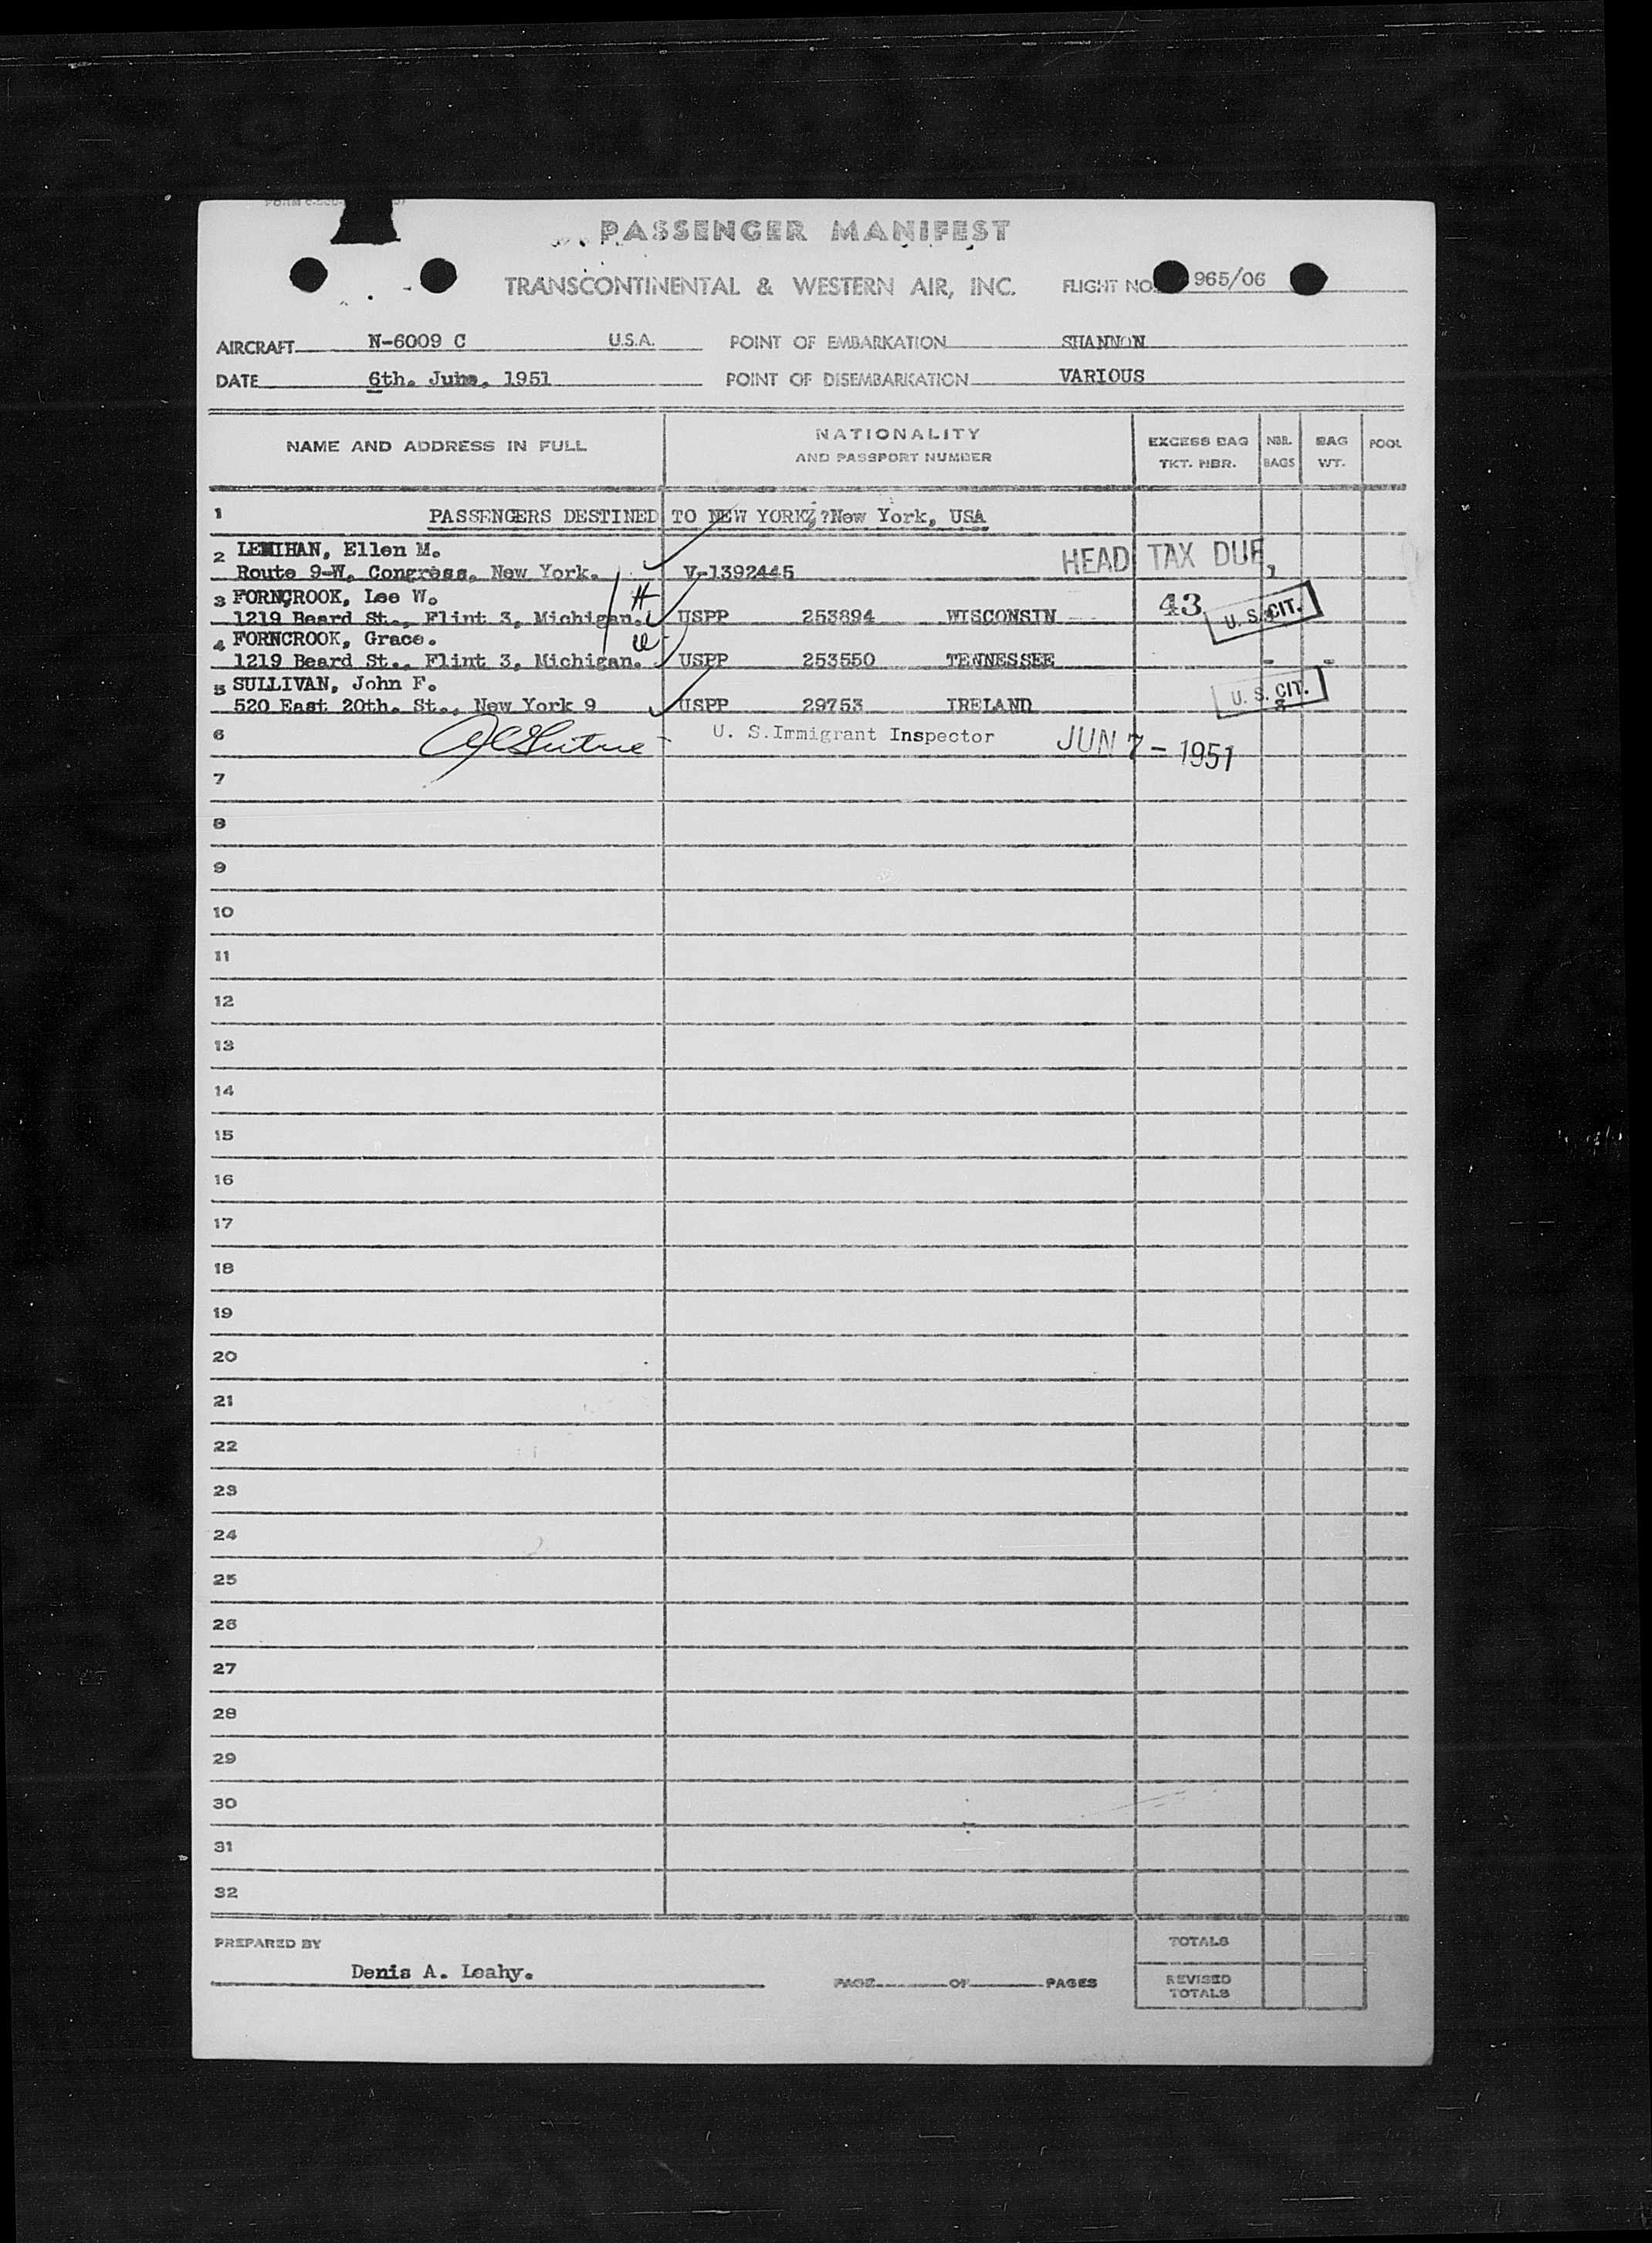 PASSENGER MANIFEST
TRANSCONTINENTAL & WESTERN AIR, INC. FLIGHT NO. 965/06
AIRCRAFT N-6009 C U.S.A. POINT OF EMBARKATION SHANNON
DATE 6th. June, 1951 POINT OF DISEMBARKATION VARIOUS
NAME AND ADDRESS IN FULL NATIONALITY AND PASSPORT NUMBER EXCESS BAG TKT. NBR. NBR. BAGS BAG WT. POOL
1 PASSENGERS DESTINED TO NEW YORK, ?New York, USA
2 LENIHAN, Ellen M. HEAD TAX DUE
Route 9-W, Congress, New York. V-1392445 1
3 FORNCROOK, Lee W. H 43
1219 Beard St., Flint 3, Michigan. USPP 253894 WISCONSIN U. S. CIT.
4 FORNCROOK, Grace. W
1219 Beard St., Flint 3, Michigan. USPP 253550 TENNESSEE - -
5 SULLIVAN, John F. U. S. CIT.
520 East 20th. St., New York 9 USPP 29753 IRELAND
6 U. S.Immigrant Inspector JUN 7 - 1951
7
8
9
10
11
12
13
14
15
16
17
18
19
20
21
22
23
24
25
26
27
28
29
30
31
32
PREPARED BY TOTALS
Denis A. Leahy. PAGE OF PAGES REVISED TOTALS